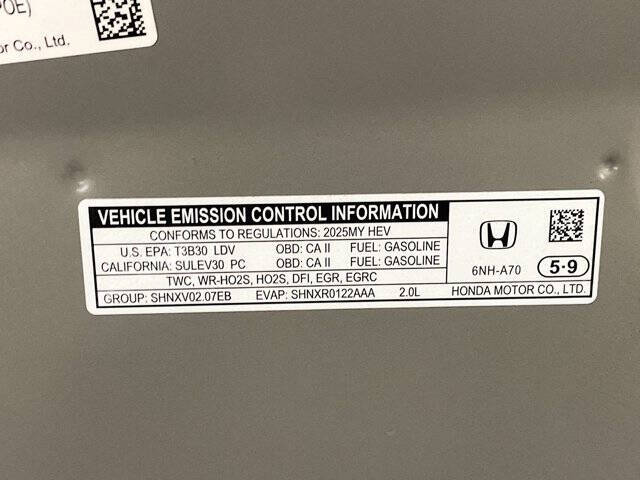 POE)
or Co., Ltd.
VEHICLE EMISSION CONTROL INFORMATION
CONFORMS TO REGULATIONS: 2025MY HEV
U.S. EPA: T3B30 LDV OBD: CA II FUEL: GASOLINE
CALIFORNIA: SULEV30 PC OBD: CA II FUEL: GASOLINE
TWC, WR-HO2S, HO2S, DFI, EGR, EGRC
GROUP: SHNXV02.07EB EVAP: SHNXR0122AAA 2.0L
6NH-A70 5·9
HONDA MOTOR CO., LTD.